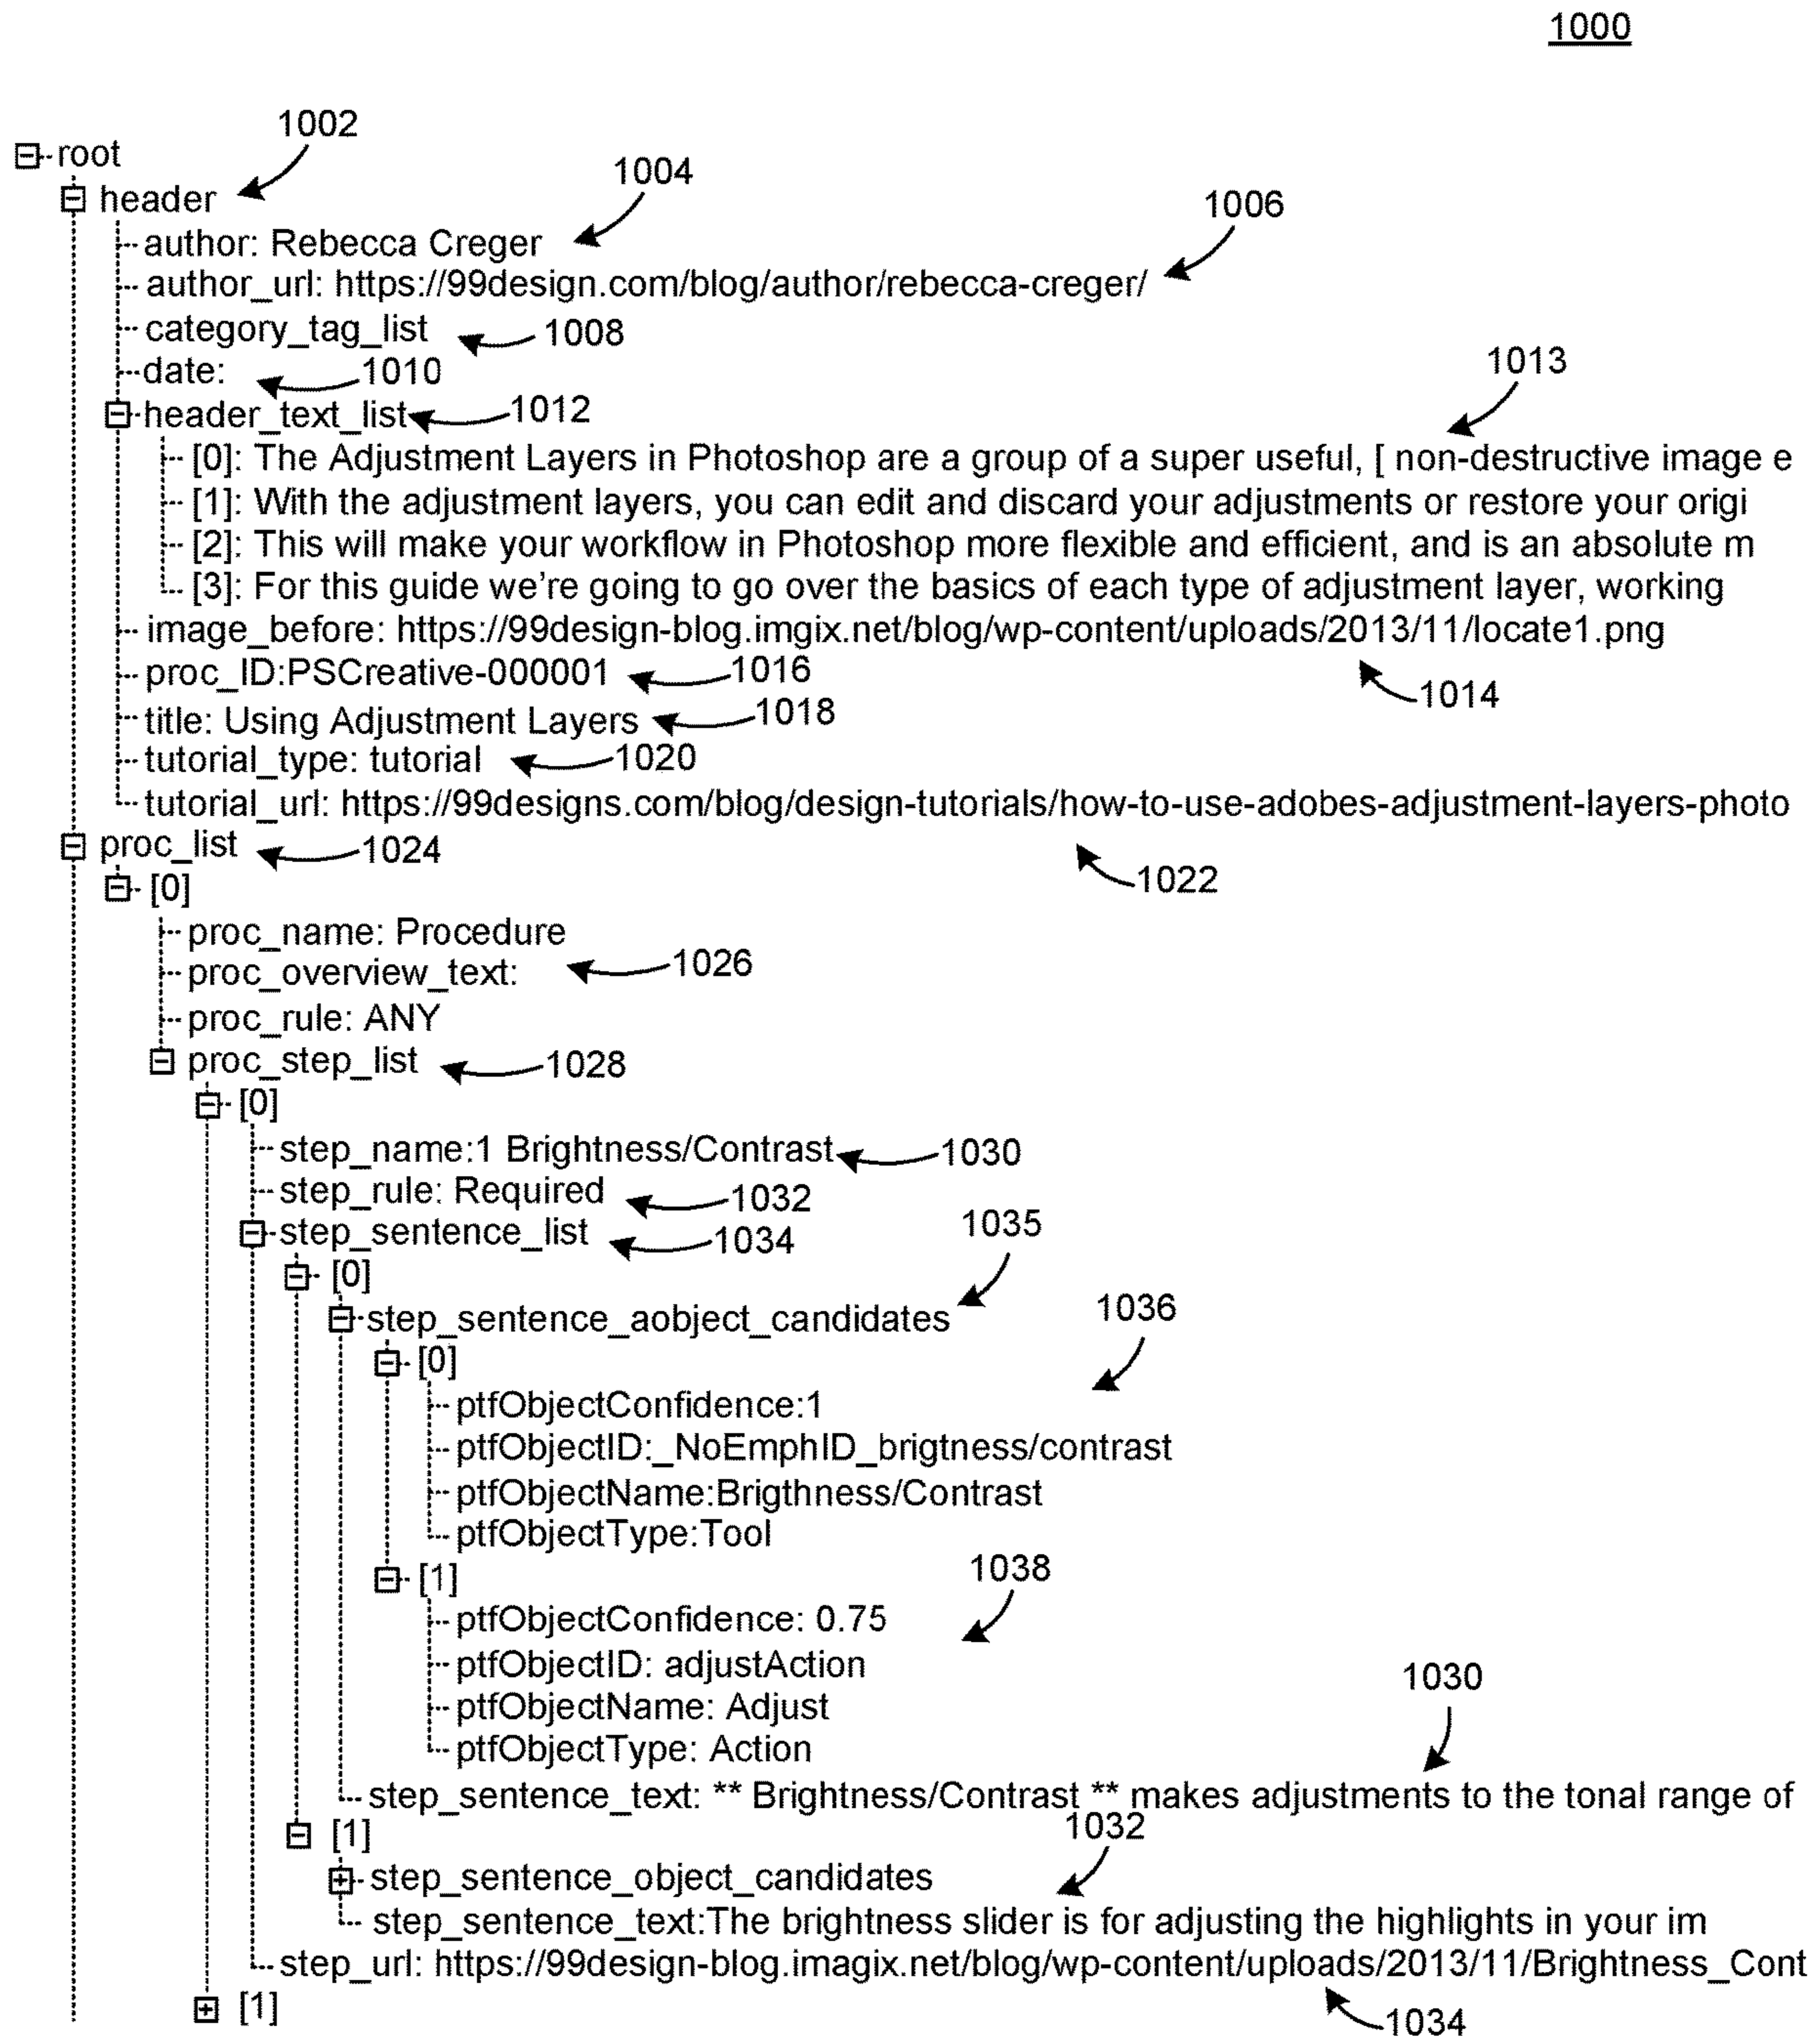 1000
1002
root
header
1004
1006
author: Rebecca Creger
author_url: https://99design.com/blog/author/rebecca-creger/
category_tag_list 1008
date: 1010
1013
header_text_list 1012
[0]: The Adjustment Layers in Photoshop are a group of a super useful, [ non-destructive image e
[1]: With the adjustment layers, you can edit and discard your adjustments or restore your origi
[2]: This will make your workflow in Photoshop more flexible and efficient, and is an absolute m
[3]: For this guide we're going to go over the basics of each type of adjustment layer, working
image_before: https://99design-blog.imgix.net/blog/wp-content/uploads/2013/11/locate1.png
proc_ID:PSCreative-000001 1016
1014
title: Using Adjustment Layers 1018
tutorial_type: tutorial 1020
tutorial_url: https://99designs.com/blog/design-tutorials/how-to-use-adobes-adjustment-layers-photo
proc_list 1024
1022
[0]
proc_name: Procedure
proc_overview_text: 1026
proc_rule: ANY
proc_step_list 1028
[0]
step_name:1 Brightness/Contrast 1030
step_rule: Required 1032
step_sentence_list 1034
1035
[0]
step_sentence_aobject_candidates
1036
[0]
ptfObjectConfidence:1
ptfObjectID:_NoEmphID_brigtness/contrast
ptfObjectName:Brigthness/Contrast
ptfObjectType:Tool
1038
[1]
ptfObjectConfidence: 0.75
ptfObjectID: adjustAction
1030
ptfObjectName: Adjust
ptfObjectType: Action
step_sentence_text: ** Brightness/Contrast ** makes adjustments to the tonal range of
[1]
1032
step_sentence_object_candidates
step_sentence_text:The brightness slider is for adjusting the highlights in your im
step_url: https://99design-blog.imagix.net/blog/wp-content/uploads/2013/11/Brightness_Cont
[1]
1034